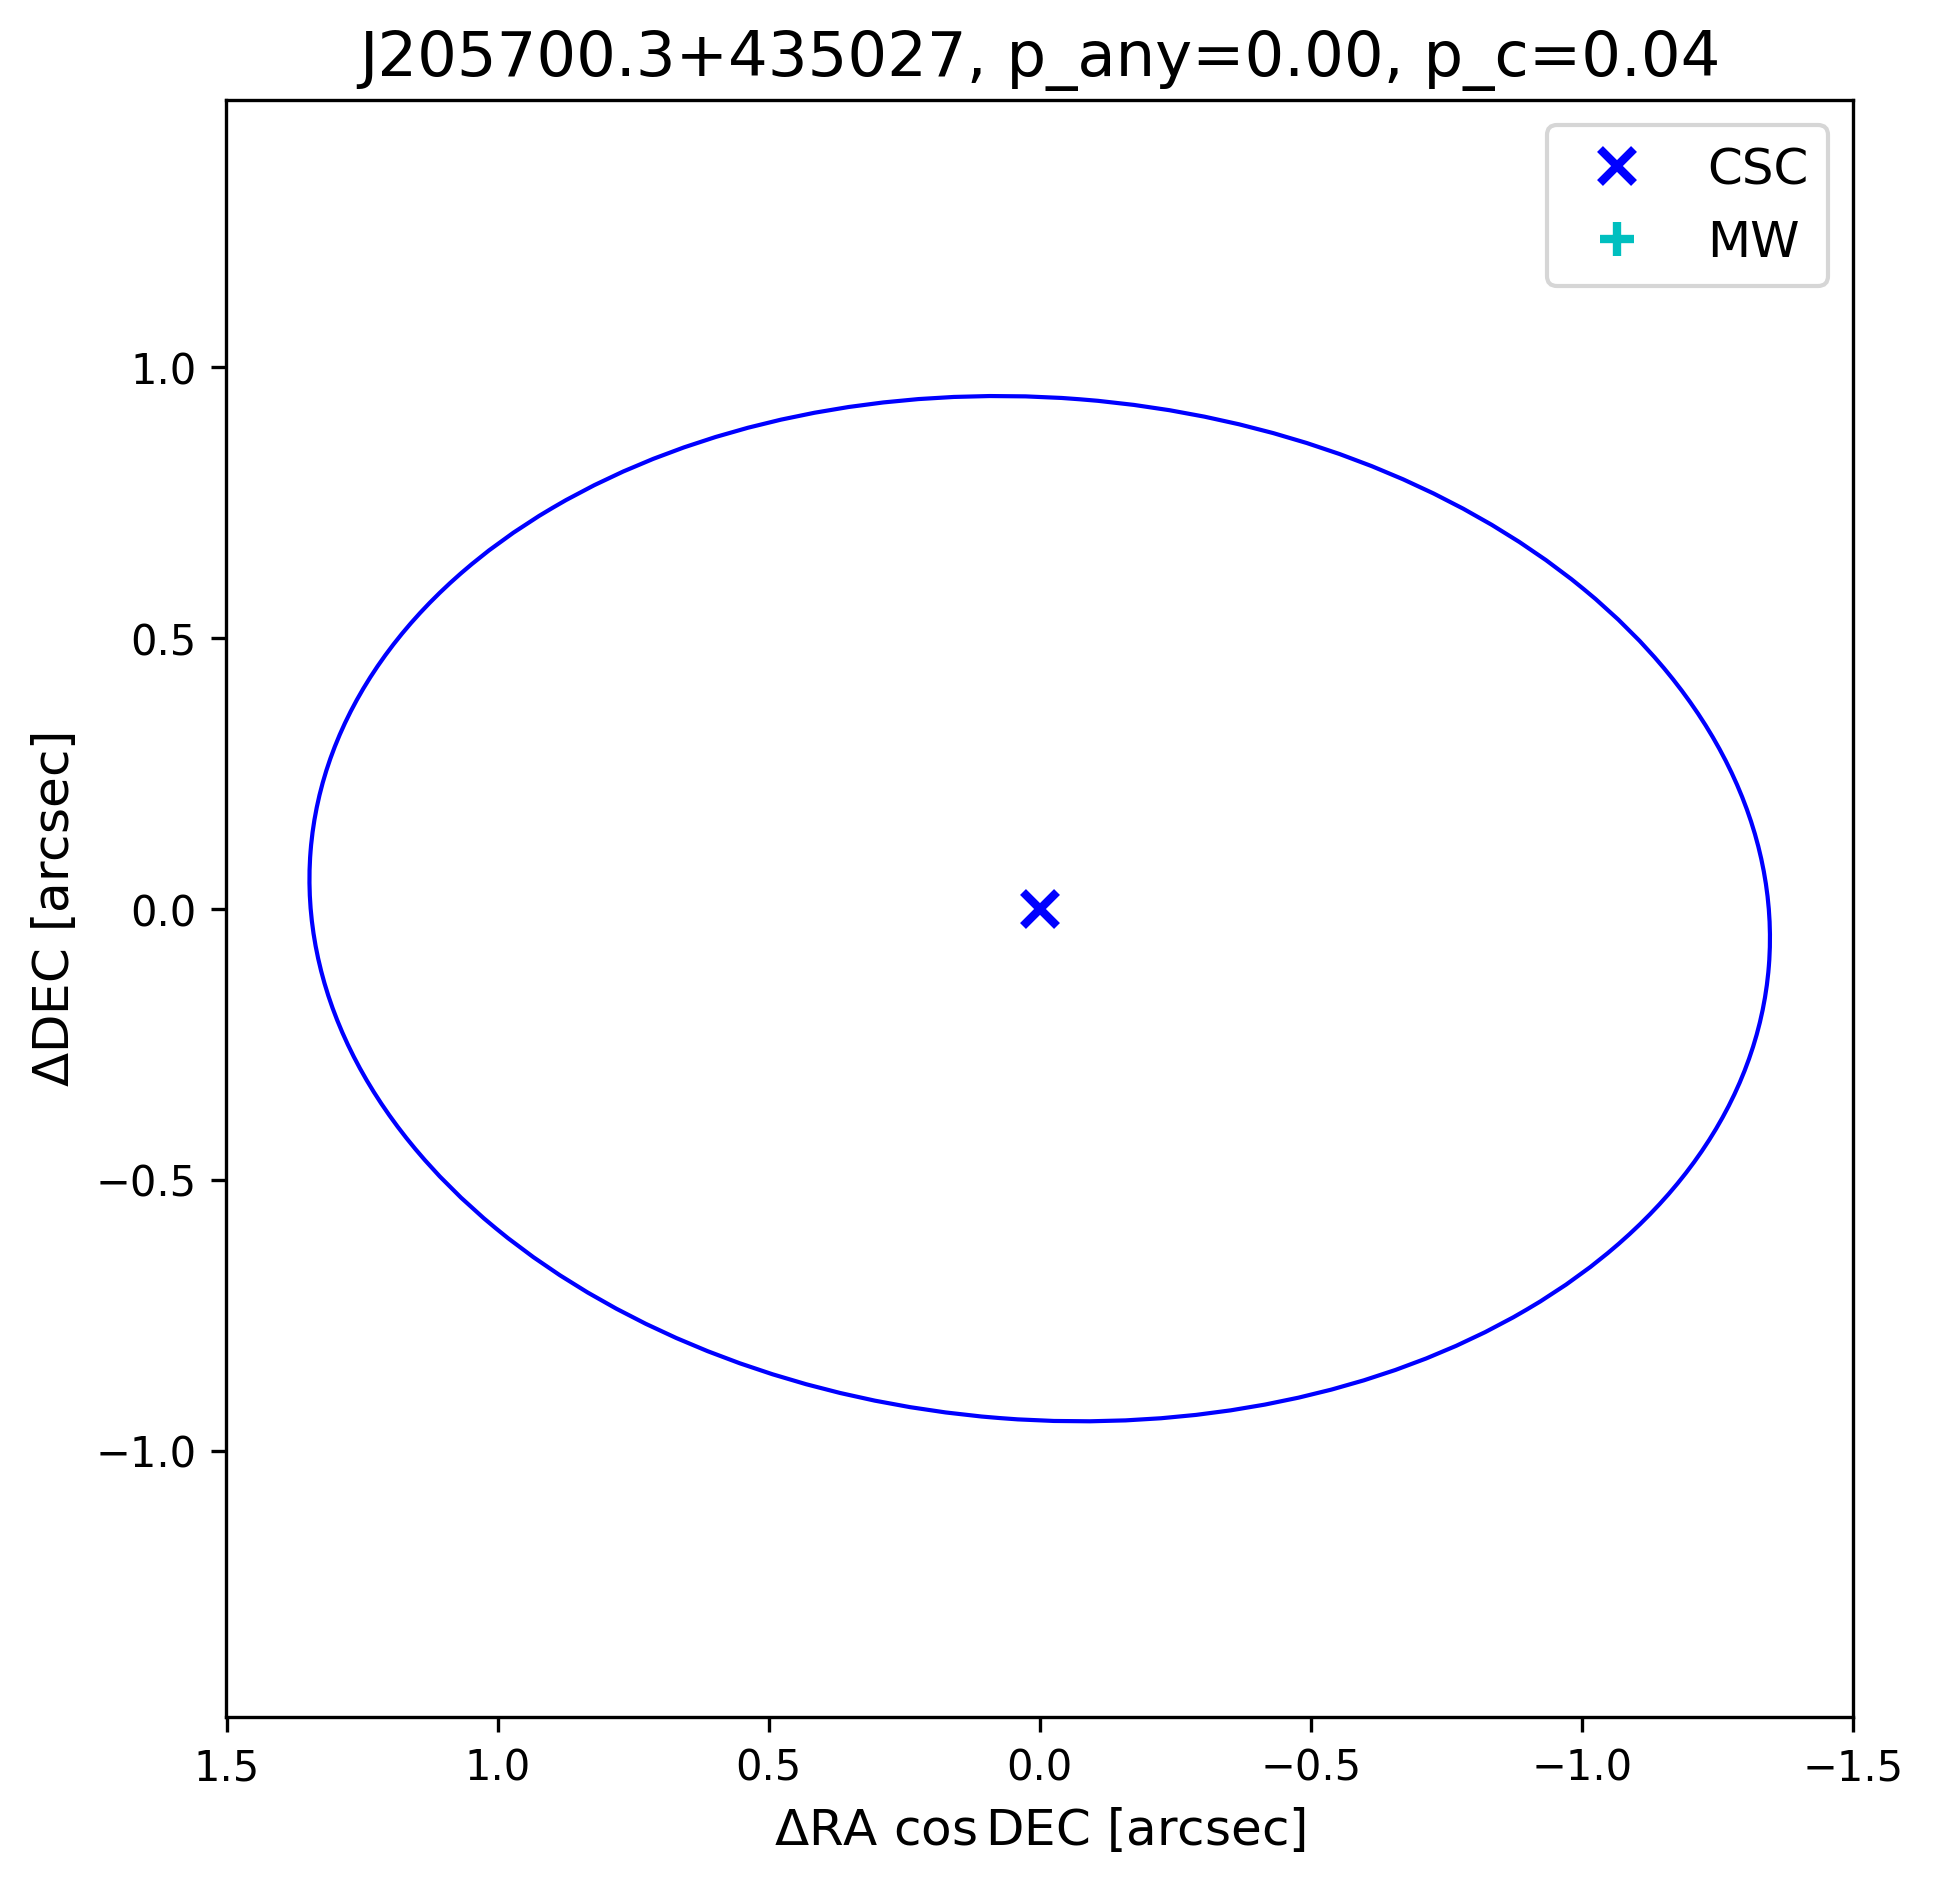 J205700.3+435027, p_any=0.00, p_c=0.04
CSC
MW
1.0
0.5
0.0
−0.5
−1.0
ΔDEC [arcsec]
1.5 1.0 0.5 0.0 −0.5 −1.0 −1.5
ΔRA cos DEC [arcsec]